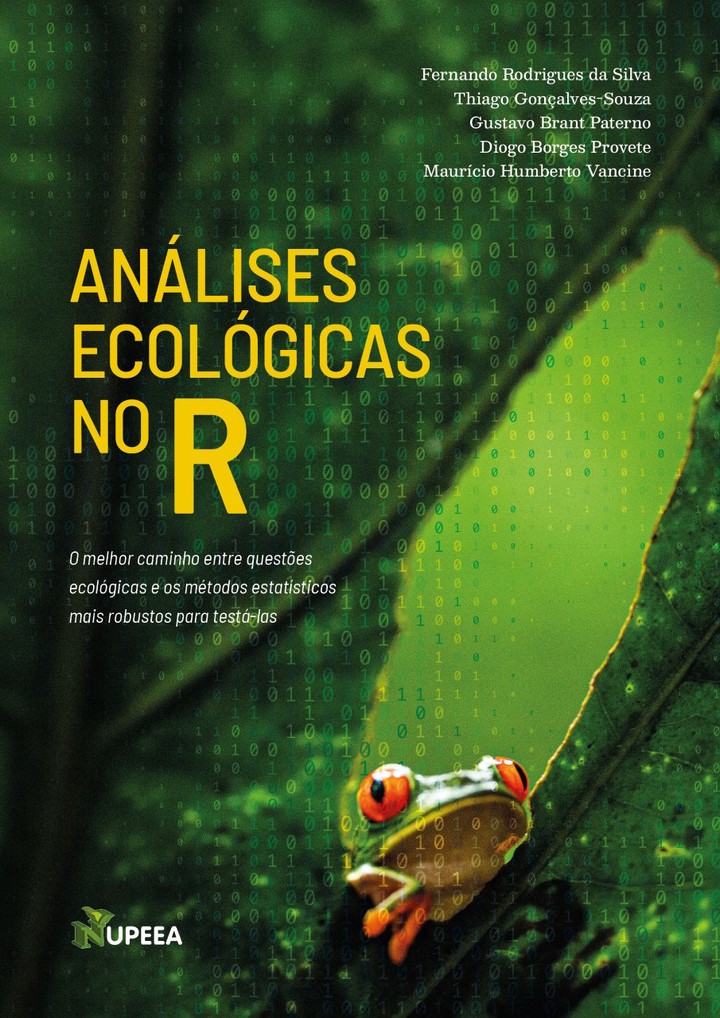 Fernando Rodrigues da Silva
Thiago Gonçalves-Souza
Gustavo Brant Paterno
Diogo Borges Provete
Maurício Humberto Vancine
ANÁLISES
ECOLÓGICAS
NO R
O melhor caminho entre questões
ecológicas e os métodos estatísticos
mais robustos para testá-las
NUPEEA